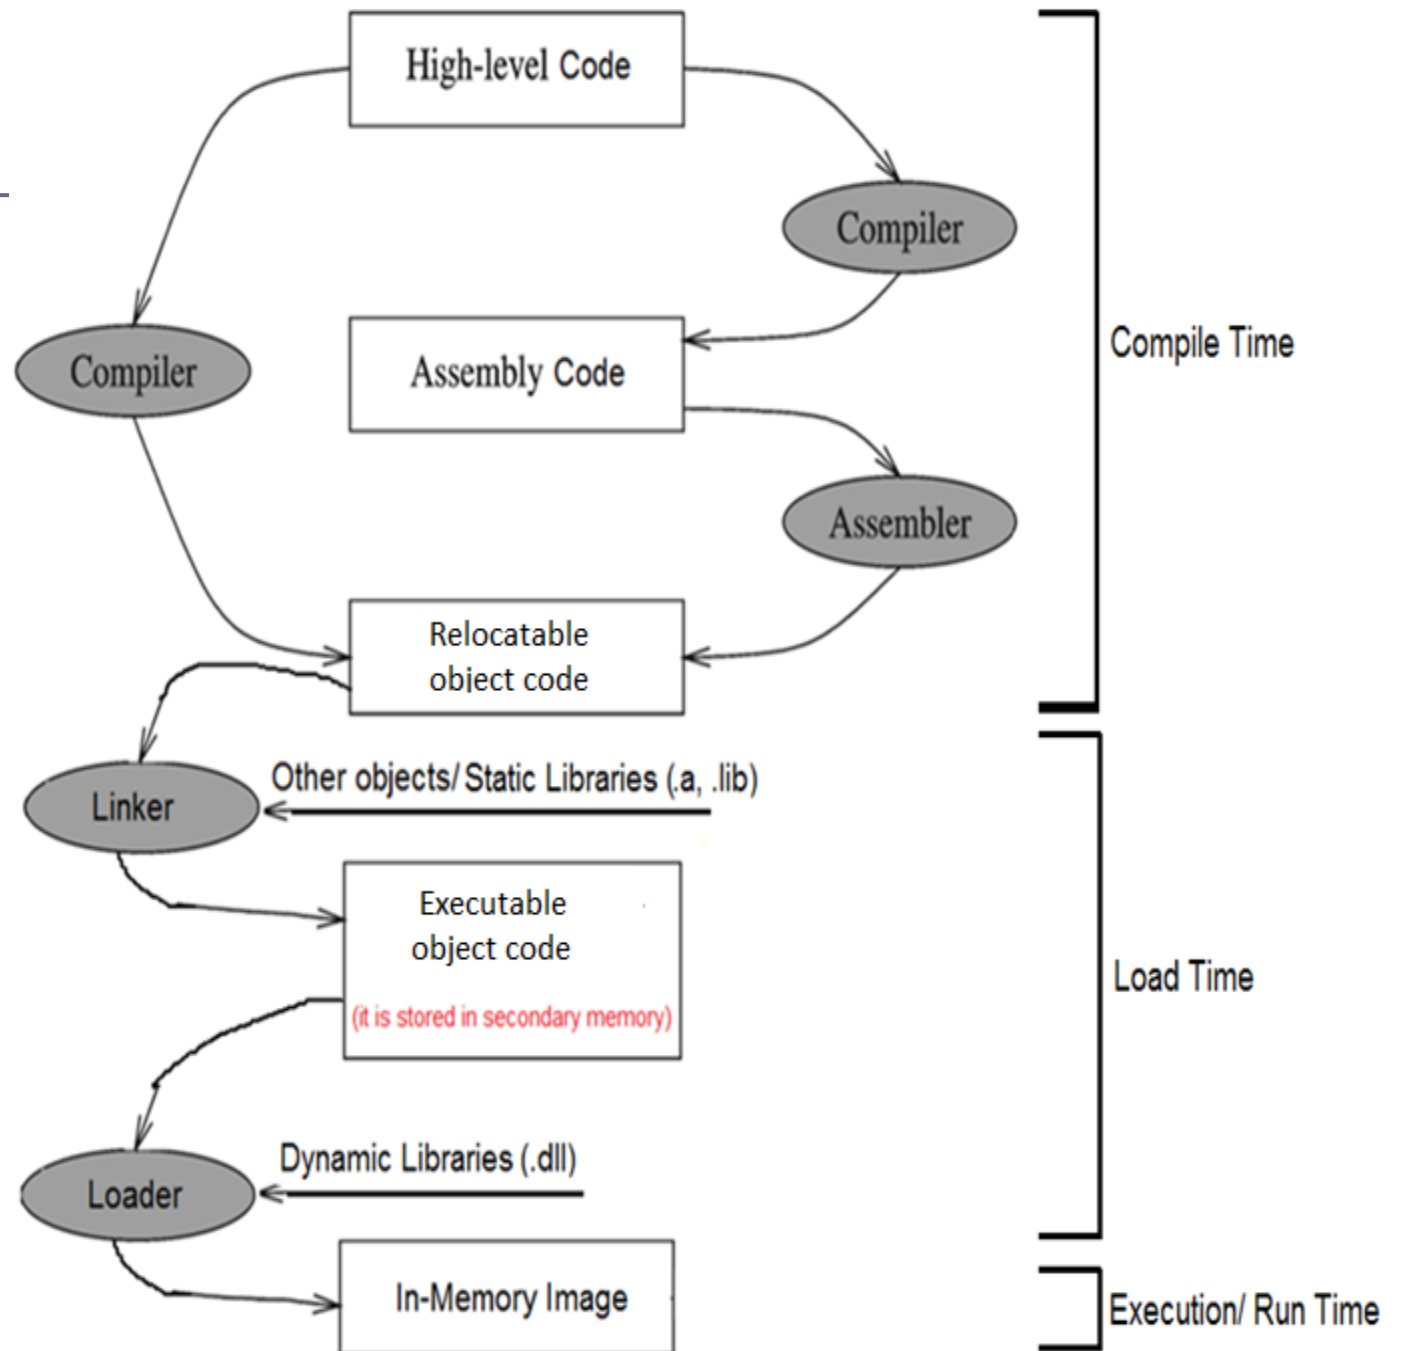 High-level Code
Compiler
Compile Time
Compiler
Assembly Code
Assembler
Relocatable
object code
Other objects/ Static Libraries (.a, .lib)
Linker
Executable
object code
Load Time
(it is stored in secondary memory)
Dynamic Libraries (.dll)
Loader
In-Memory Image
Execution/ Run Time